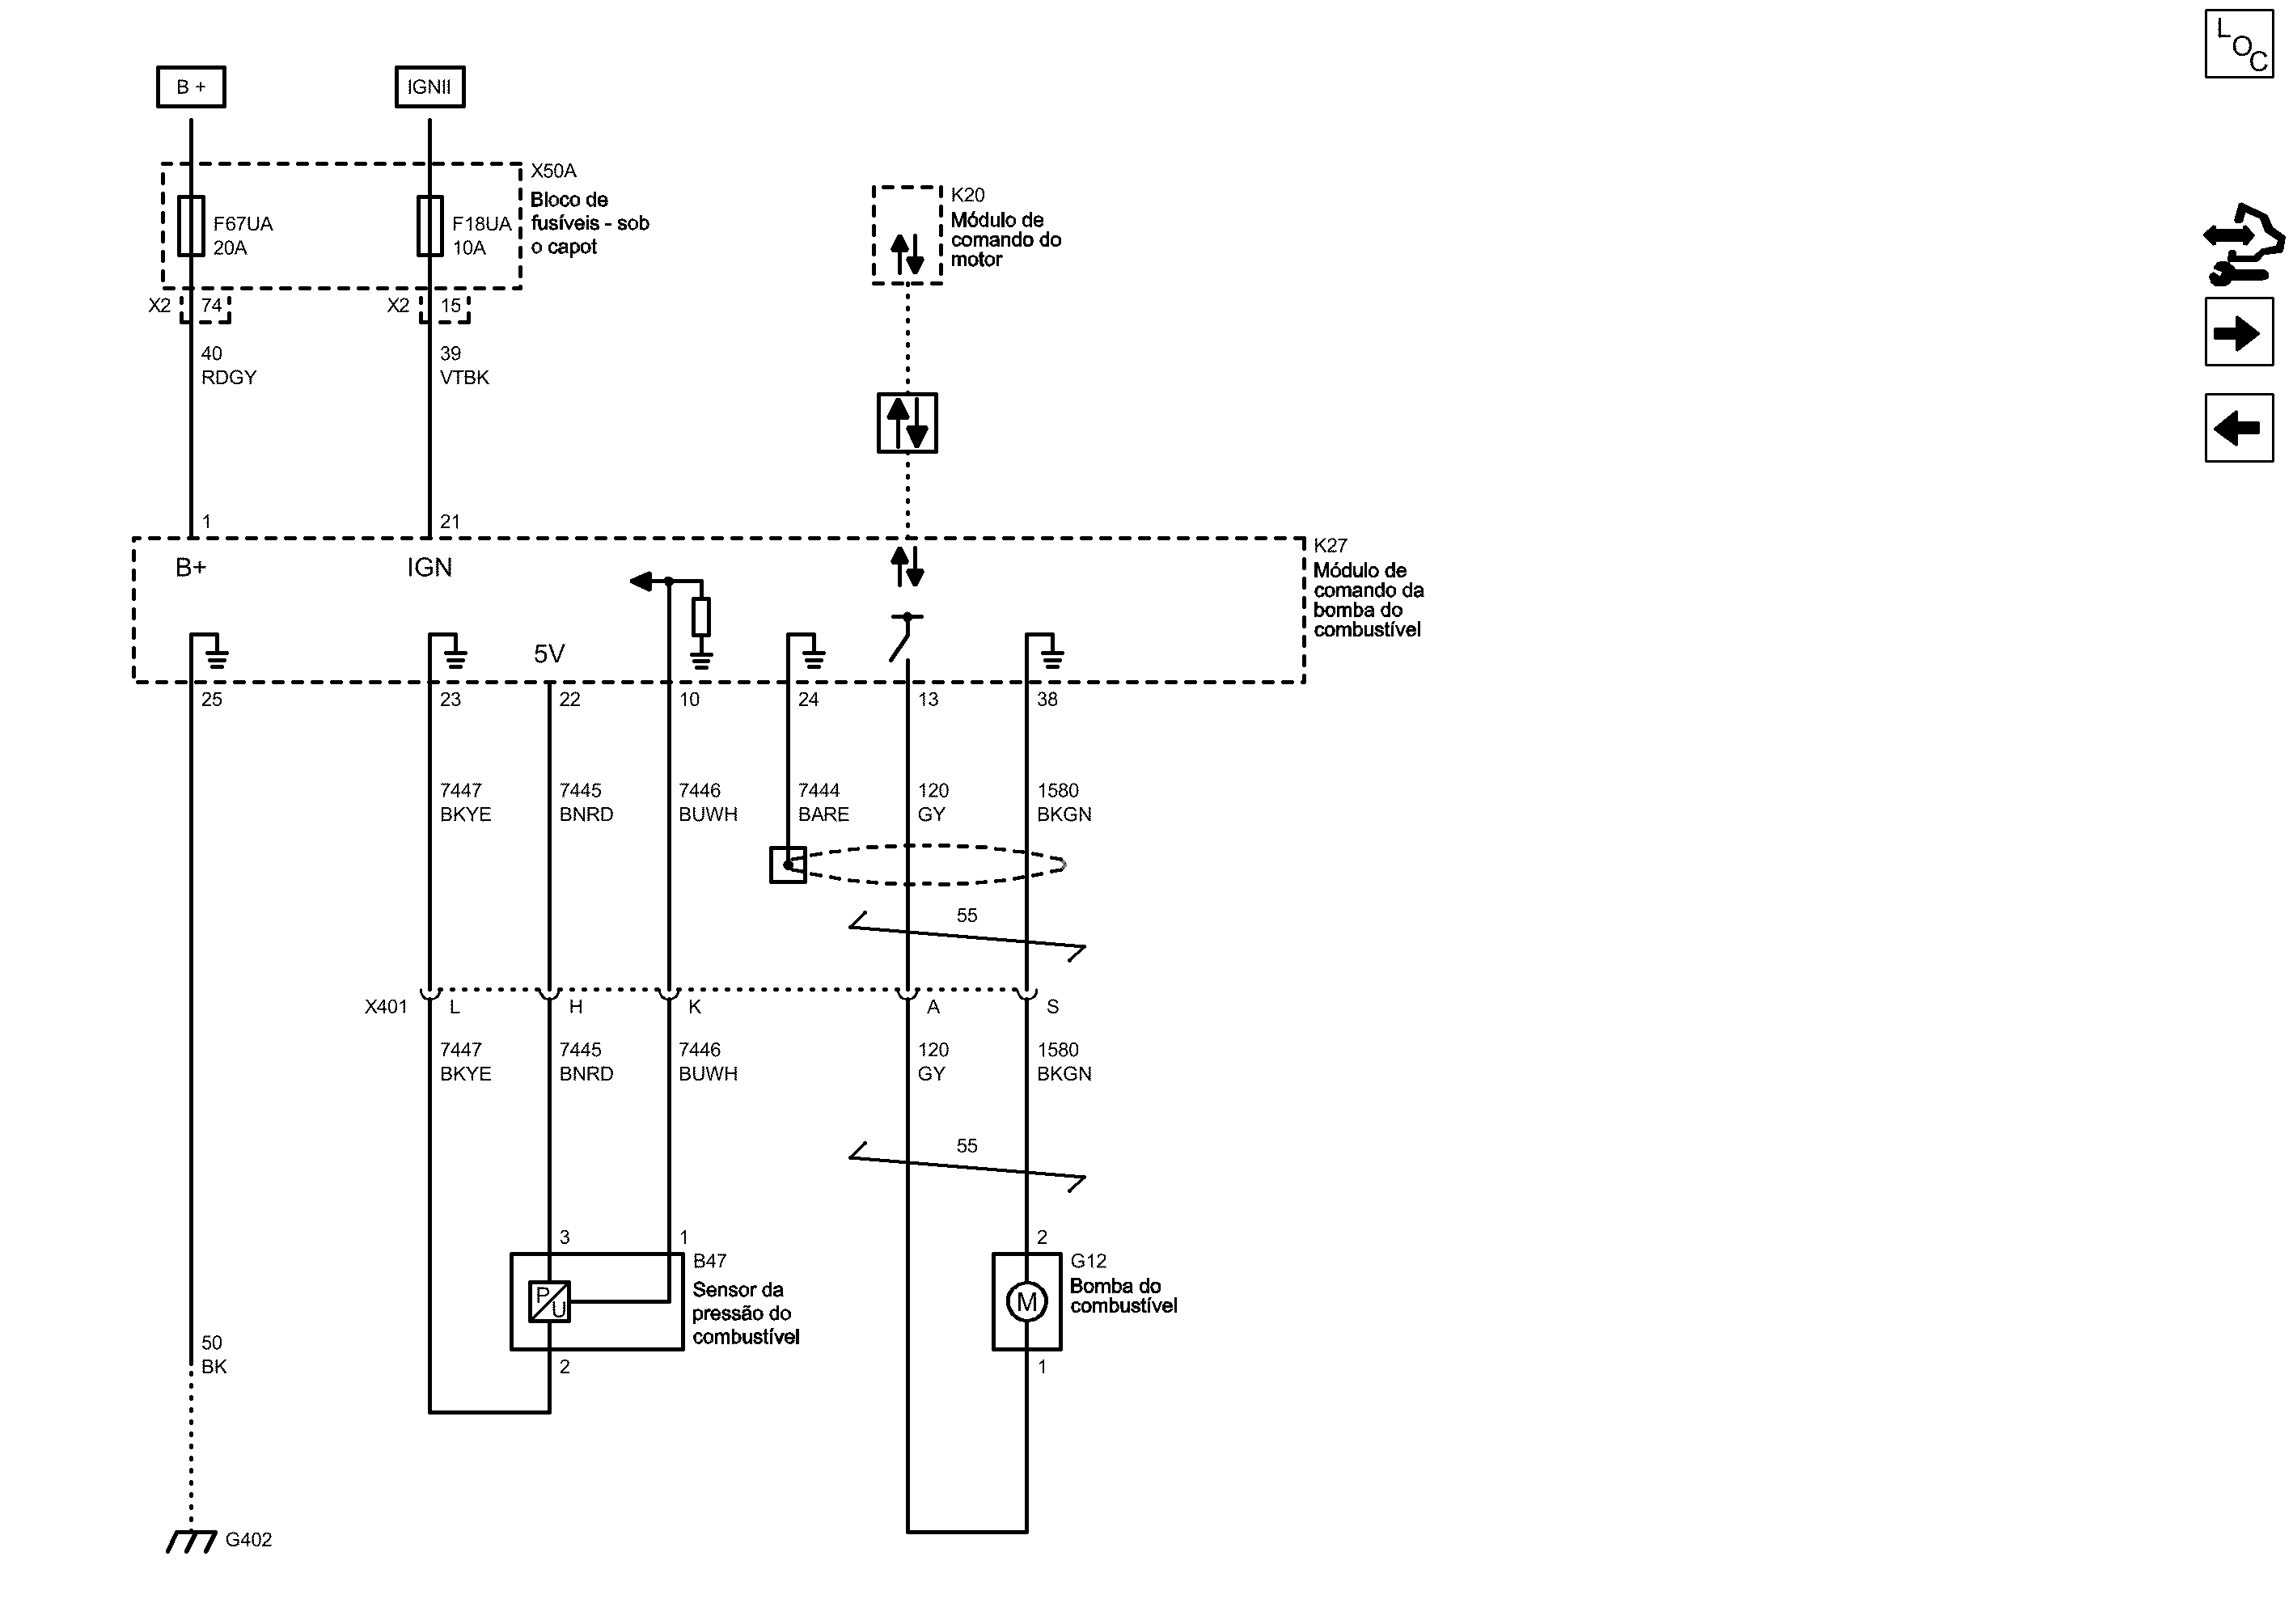 L
O
C
B +
IGNII
X50A
Bloco de
fusíveis - sob
o capot
F67UA
20A
F18UA
10A
K20
Módulo de
comando do
motor
X2
74
X2
15
40
RDGY
39
VTBK
1
21
B+
IGN
K27
Módulo de
comando da
bomba do
combustível
5V
25
23
22
10
24
13
38
7447
BKYE
7445
BNRD
7446
BUWH
7444
BARE
120
GY
1580
BKGN
55
X401
L
H
K
A
S
7447
BKYE
7445
BNRD
7446
BUWH
120
GY
1580
BKGN
55
3
1
B47
Sensor da
pressão do
combustível
P
U
2
2
G12
Bomba do
combustível
M
1
50
BK
G402